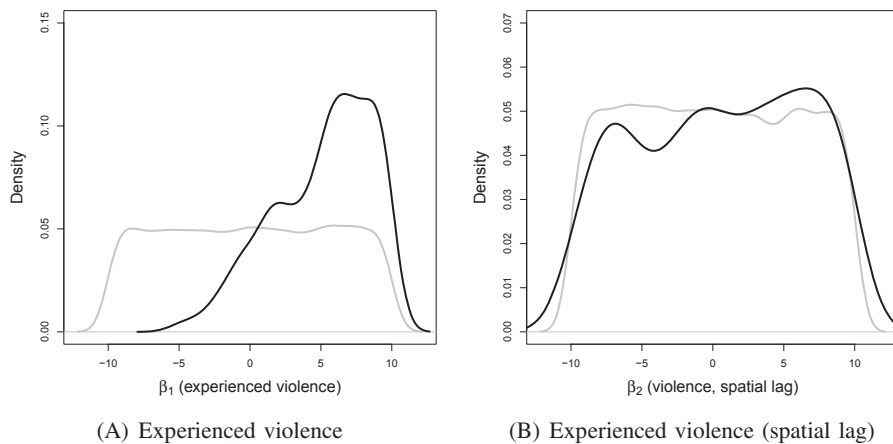 Density
0.00 0.05 0.10 0.15
−10 −5 0 5 10
β1 (experienced violence)
(A) Experienced violence
Density
0.00 0.01 0.02 0.03 0.04 0.05 0.06 0.07
−10 −5 0 5 10
β2 (violence, spatial lag)
(B) Experienced violence (spatial lag)